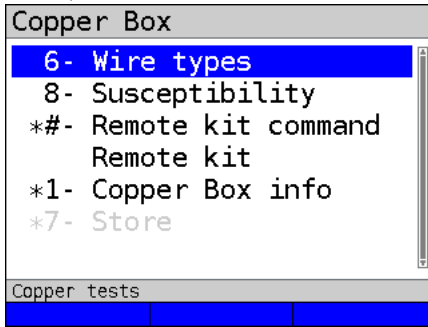 Copper Box
6- Wire types
8- Susceptibility
*#- Remote kit command
Remote kit
*1- Copper Box info
*7- Store
Copper tests